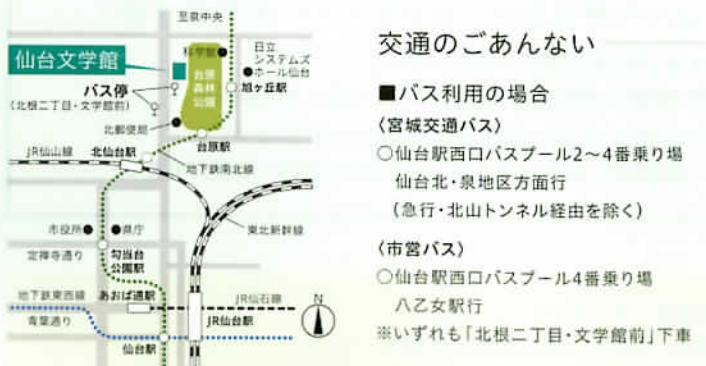 至泉中央
科学館
日立
システムズ
ホール仙台
仙台文学館
台原
森林
公園
旭ヶ丘駅
バス停
(北根二丁目・文学館前)
北郵便局
台原駅
JR仙山線
北仙台駅
地下鉄南北線
市役所
県庁
東北新幹線
定禅寺通り
勾当台
公園駅
地下鉄東西線
あおば通駅
JR仙石線
青葉通り
JR仙台駅
N
仙台駅
交通のごあんない
■バス利用の場合
〈宮城交通バス〉
○仙台駅西口バスプール2〜4番乗り場
仙台北・泉地区方面行
(急行・北山トンネル経由を除く)
〈市営バス〉
○仙台駅西口バスプール4番乗り場
八乙女駅行
※いずれも「北根二丁目・文学館前」下車